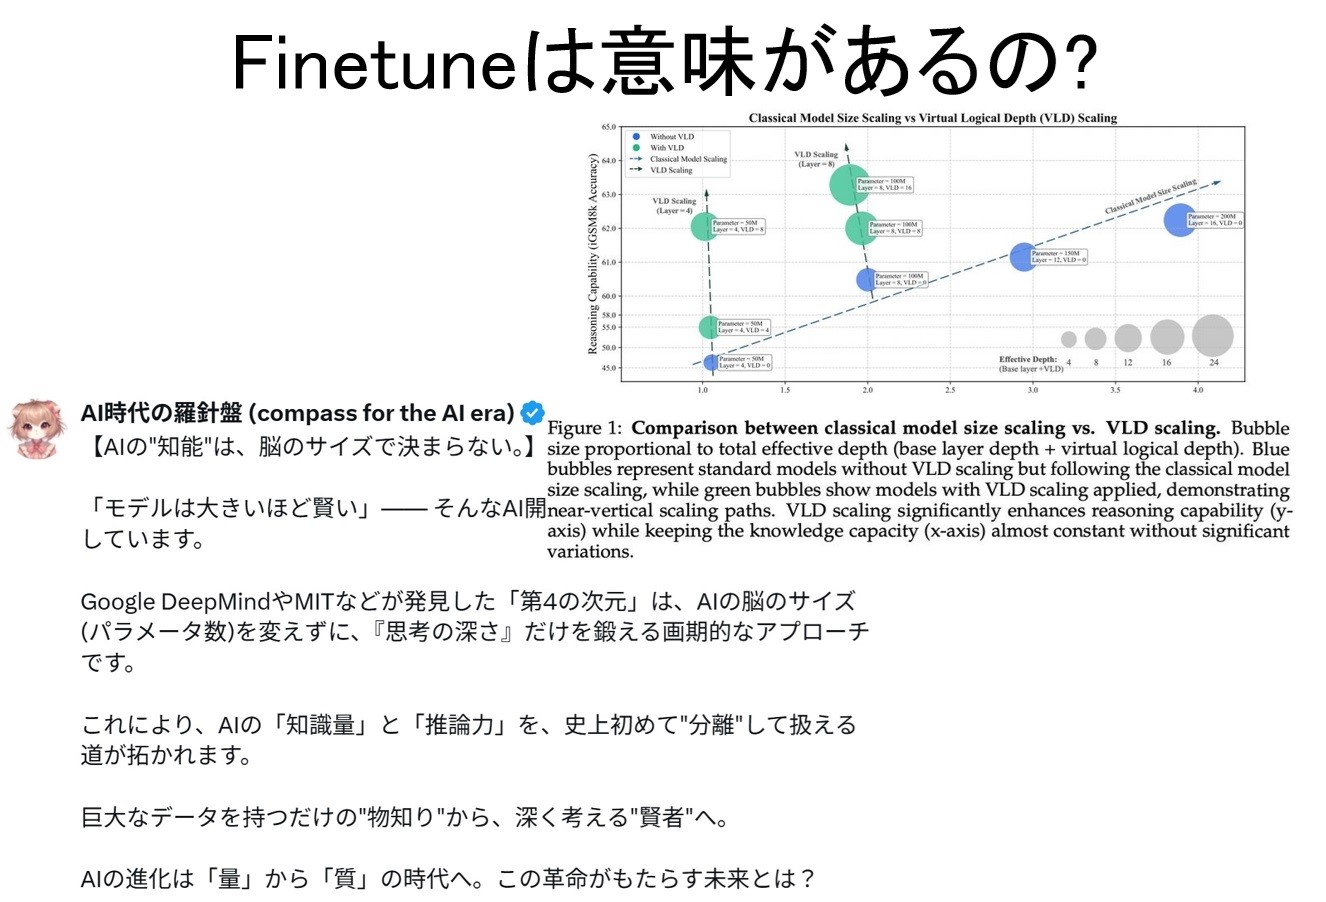 Finetuneは意味があるの?
Classical Model Size Scaling vs Virtual Logical Depth (VLD) Scaling
Reasoning Capability (iGSM8k Accuracy)
65.0
64.0
63.0
62.0
61.0
60.0
58.0
55.0
50.0
45.0
Without VLD
With VLD
Classical Model Scaling
VLD Scaling
VLD Scaling
(Layer = 4)
Parameter = 50M
Layer = 4, VLD = 8
Parameter = 50M
Layer = 4, VLD = 4
Parameter = 50M
Layer = 4, VLD = 0
VLD Scaling
(Layer = 8)
Parameter = 100M
Layer = 8, VLD = 16
Parameter = 100M
Layer = 8, VLD = 8
Parameter = 100M
Layer = 8, VLD = 0
Classical Model Size Scaling
Parameter = 150M
Layer = 12, VLD = 0
Parameter = 200M
Layer = 16, VLD = 0
Effective Depth:
(Base layer +VLD)
4 8 12 16 24
1.0 1.5 2.0 2.5 3.0 3.5 4.0
Figure 1: Comparison between classical model size scaling vs. VLD scaling. Bubble
size proportional to total effective depth (base layer depth + virtual logical depth). Blue
bubbles represent standard models without VLD scaling but following the classical model
size scaling, while green bubbles show models with VLD scaling applied, demonstrating
near-vertical scaling paths. VLD scaling significantly enhances reasoning capability (y-
axis) while keeping the knowledge capacity (x-axis) almost constant without significant
variations.
AI時代の羅針盤 (compass for the AI era)
【AIの"知能"は、脳のサイズで決まらない。】
「モデルは大きいほど賢い」―― そんなAI開
しています。
Google DeepMindやMITなどが発見した「第4の次元」は、AIの脳のサイズ
(パラメータ数)を変えずに、『思考の深さ』だけを鍛える画期的なアプローチ
です。
これにより、AIの「知識量」と「推論力」を、史上初めて"分離"して扱える
道が拓かれます。
巨大なデータを持つだけの"物知り"から、深く考える"賢者"へ。
AIの進化は「量」から「質」の時代へ。この革命がもたらす未来とは？